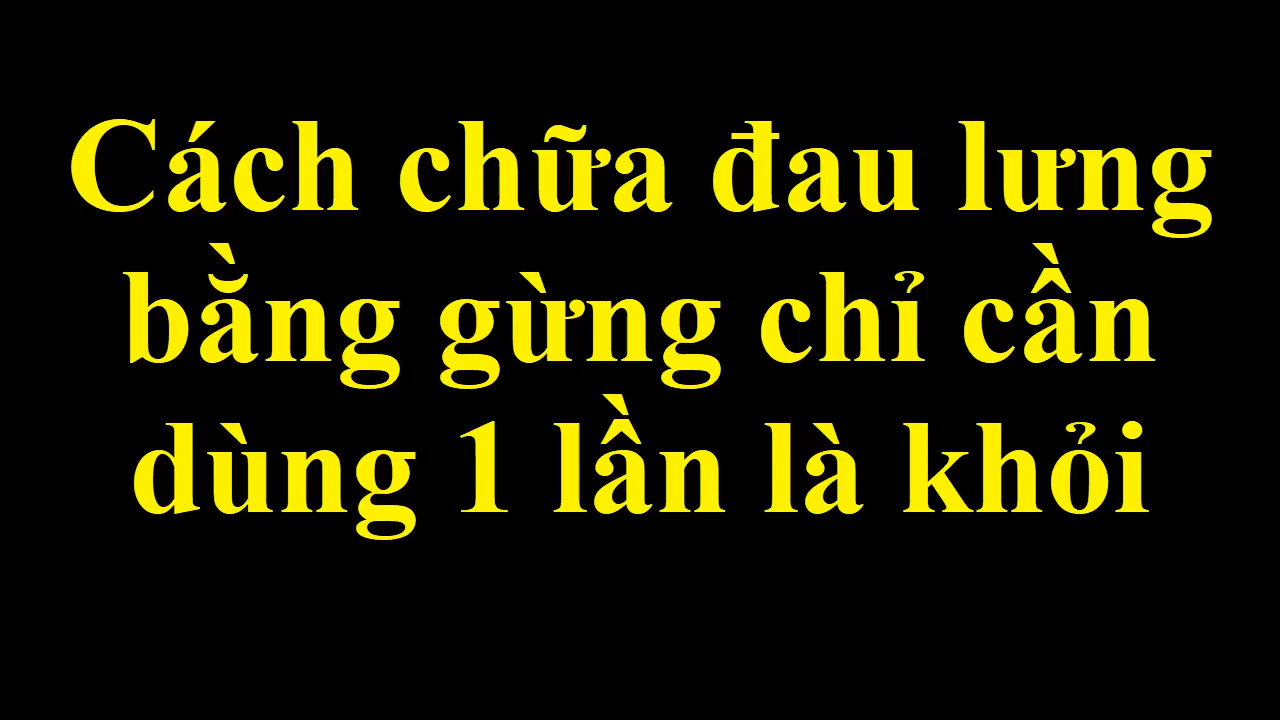 Cách chữa đau lưng
bằng gừng chỉ cần
dùng 1 lần là khỏi